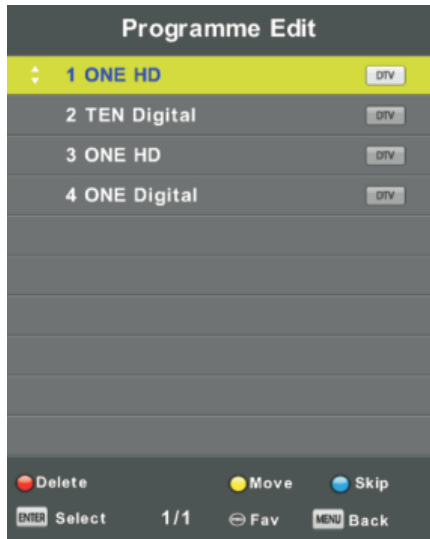 Programme Edit
1 ONE HD DTV
2 TEN Digital DTV
3 ONE HD DTV
4 ONE Digital DTV
Delete Move Skip
ENTER Select 1/1 Fav MENU Back